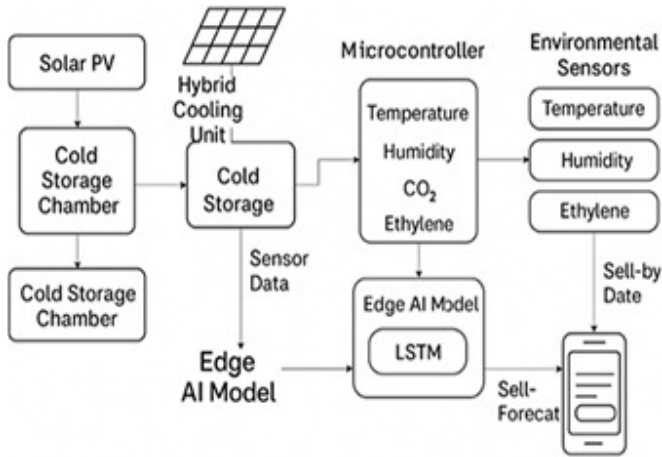 Solar PV
Cold
Storage
Chamber
Cold Storage
Chamber
Hybrid
Cooling
Unit
Cold
Storage
Sensor
Data
Edge
AI Model
Microcontroller
Temperature
Humidity
CO₂
Ethylene
Edge AI Model
LSTM
Environmental
Sensors
Temperature
Humidity
Ethylene
Sell-by
Date
Sell-
Forecat